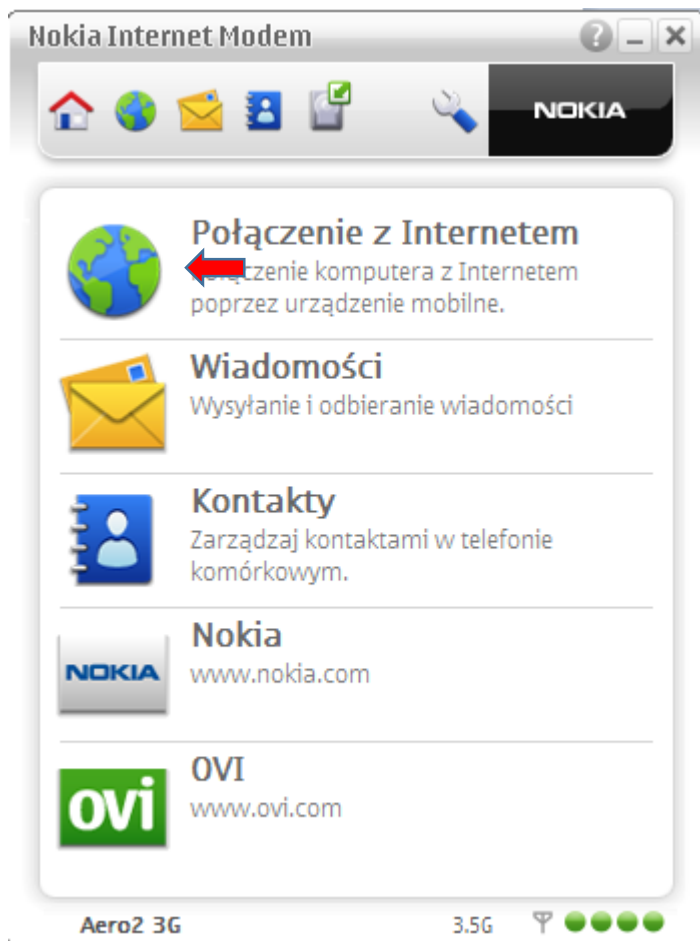 Nokia Internet Modem
NOKIA
Połączenie z Internetem
komputera z Internetem
poprzez urządzenie mobilne.
Wiadomości
Wysyłanie i odbieranie wiadomości
Kontakty
Zarządzaj kontaktami w telefonie
komórkowym.
NOKIA
Nokia
www.nokia.com
ovi
OVI
www.ovi.com
Aero2 3G
3.5G